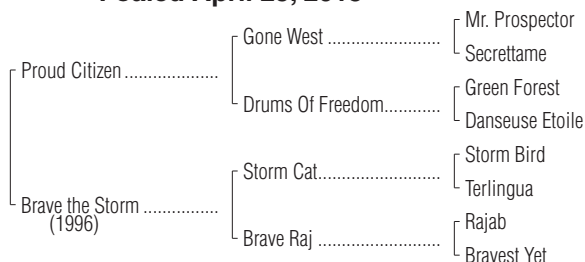 Foaled April
Mr. Prospector
Gone West ........................
Secrettame
Proud Citizen ...................
Green Forest
Drums Of Freedom............
Danseuse Etoile
Storm Bird
Storm Cat.........................
Terlingua
Brave the Storm ...............
(1996)
Rajab
Brave Raj ........................
Bravest Yet